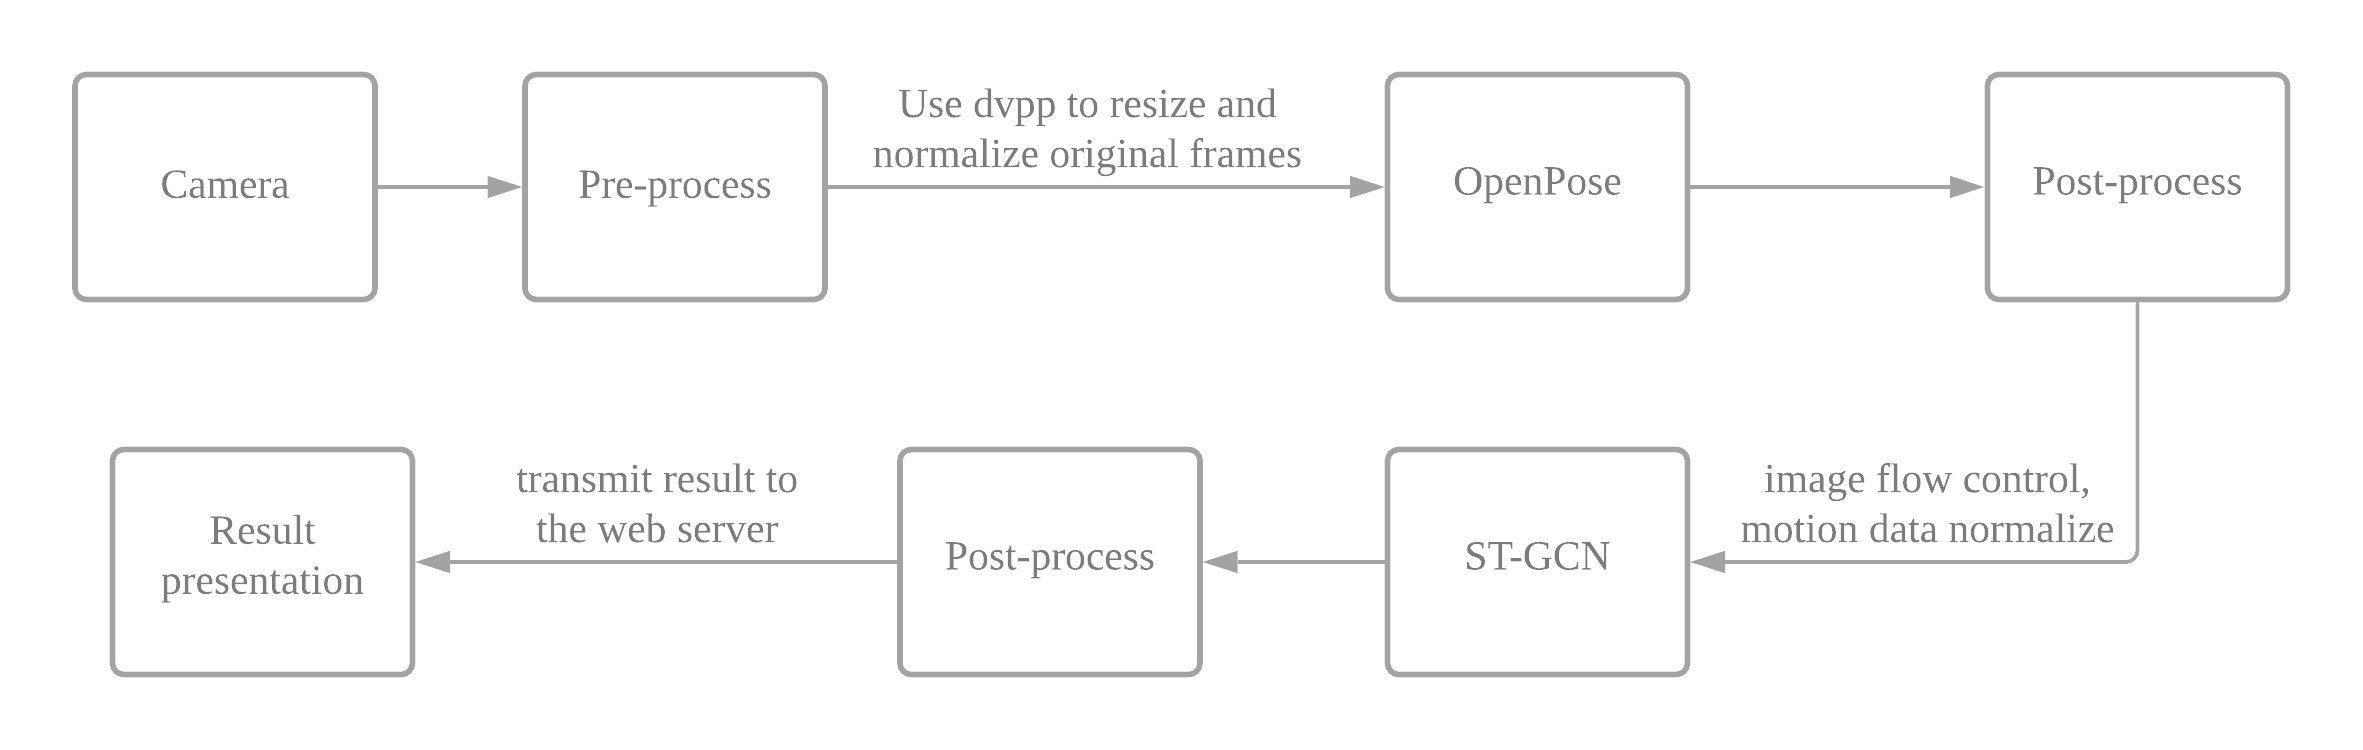 Camera
Pre-process
Use dvpp to resize and
normalize original frames
OpenPose
Post-process
image flow control,
motion data normalize
ST-GCN
Post-process
transmit result to
the web server
Result
presentation